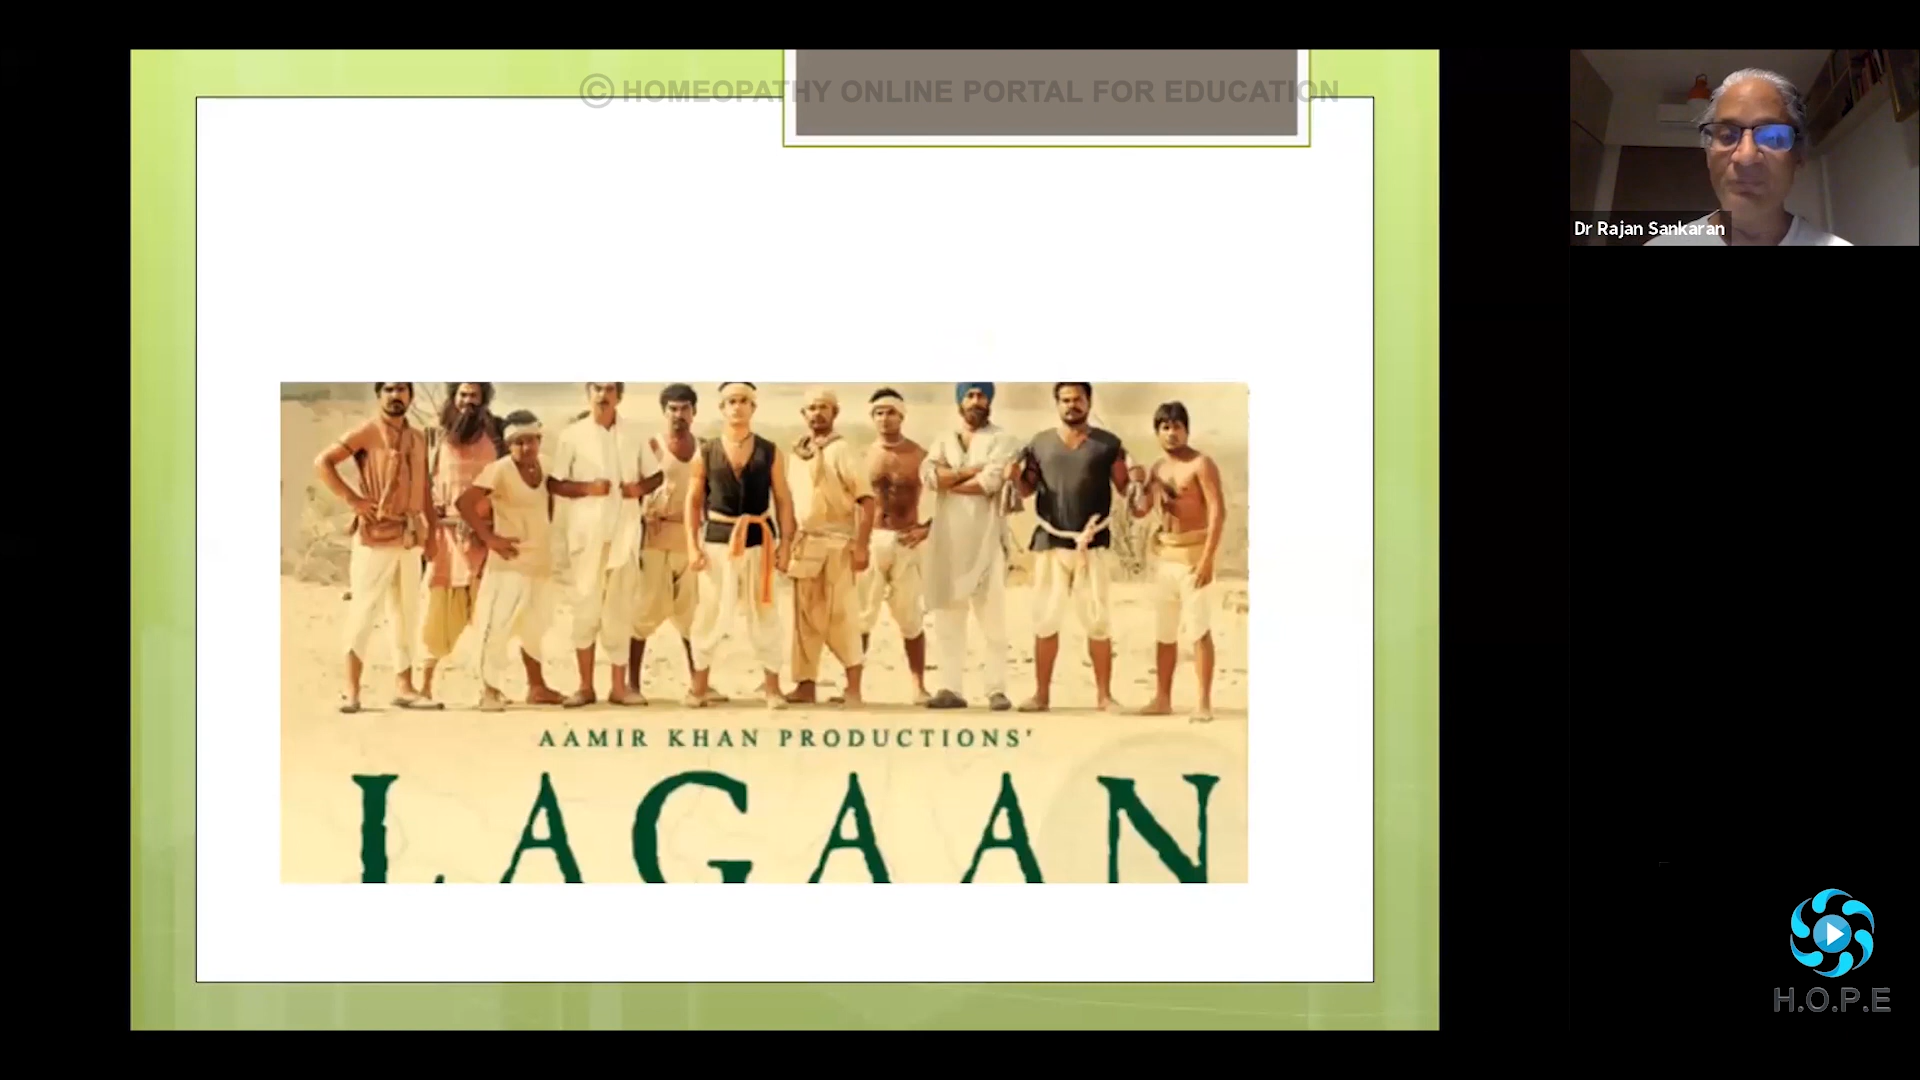 © HOMEOPATHY ONLINE PORTAL FOR EDUCATION
Dr Rajan Sankaran
AAMIR KHAN PRODUCTIONS'
LAGAAN
H.O.P.E